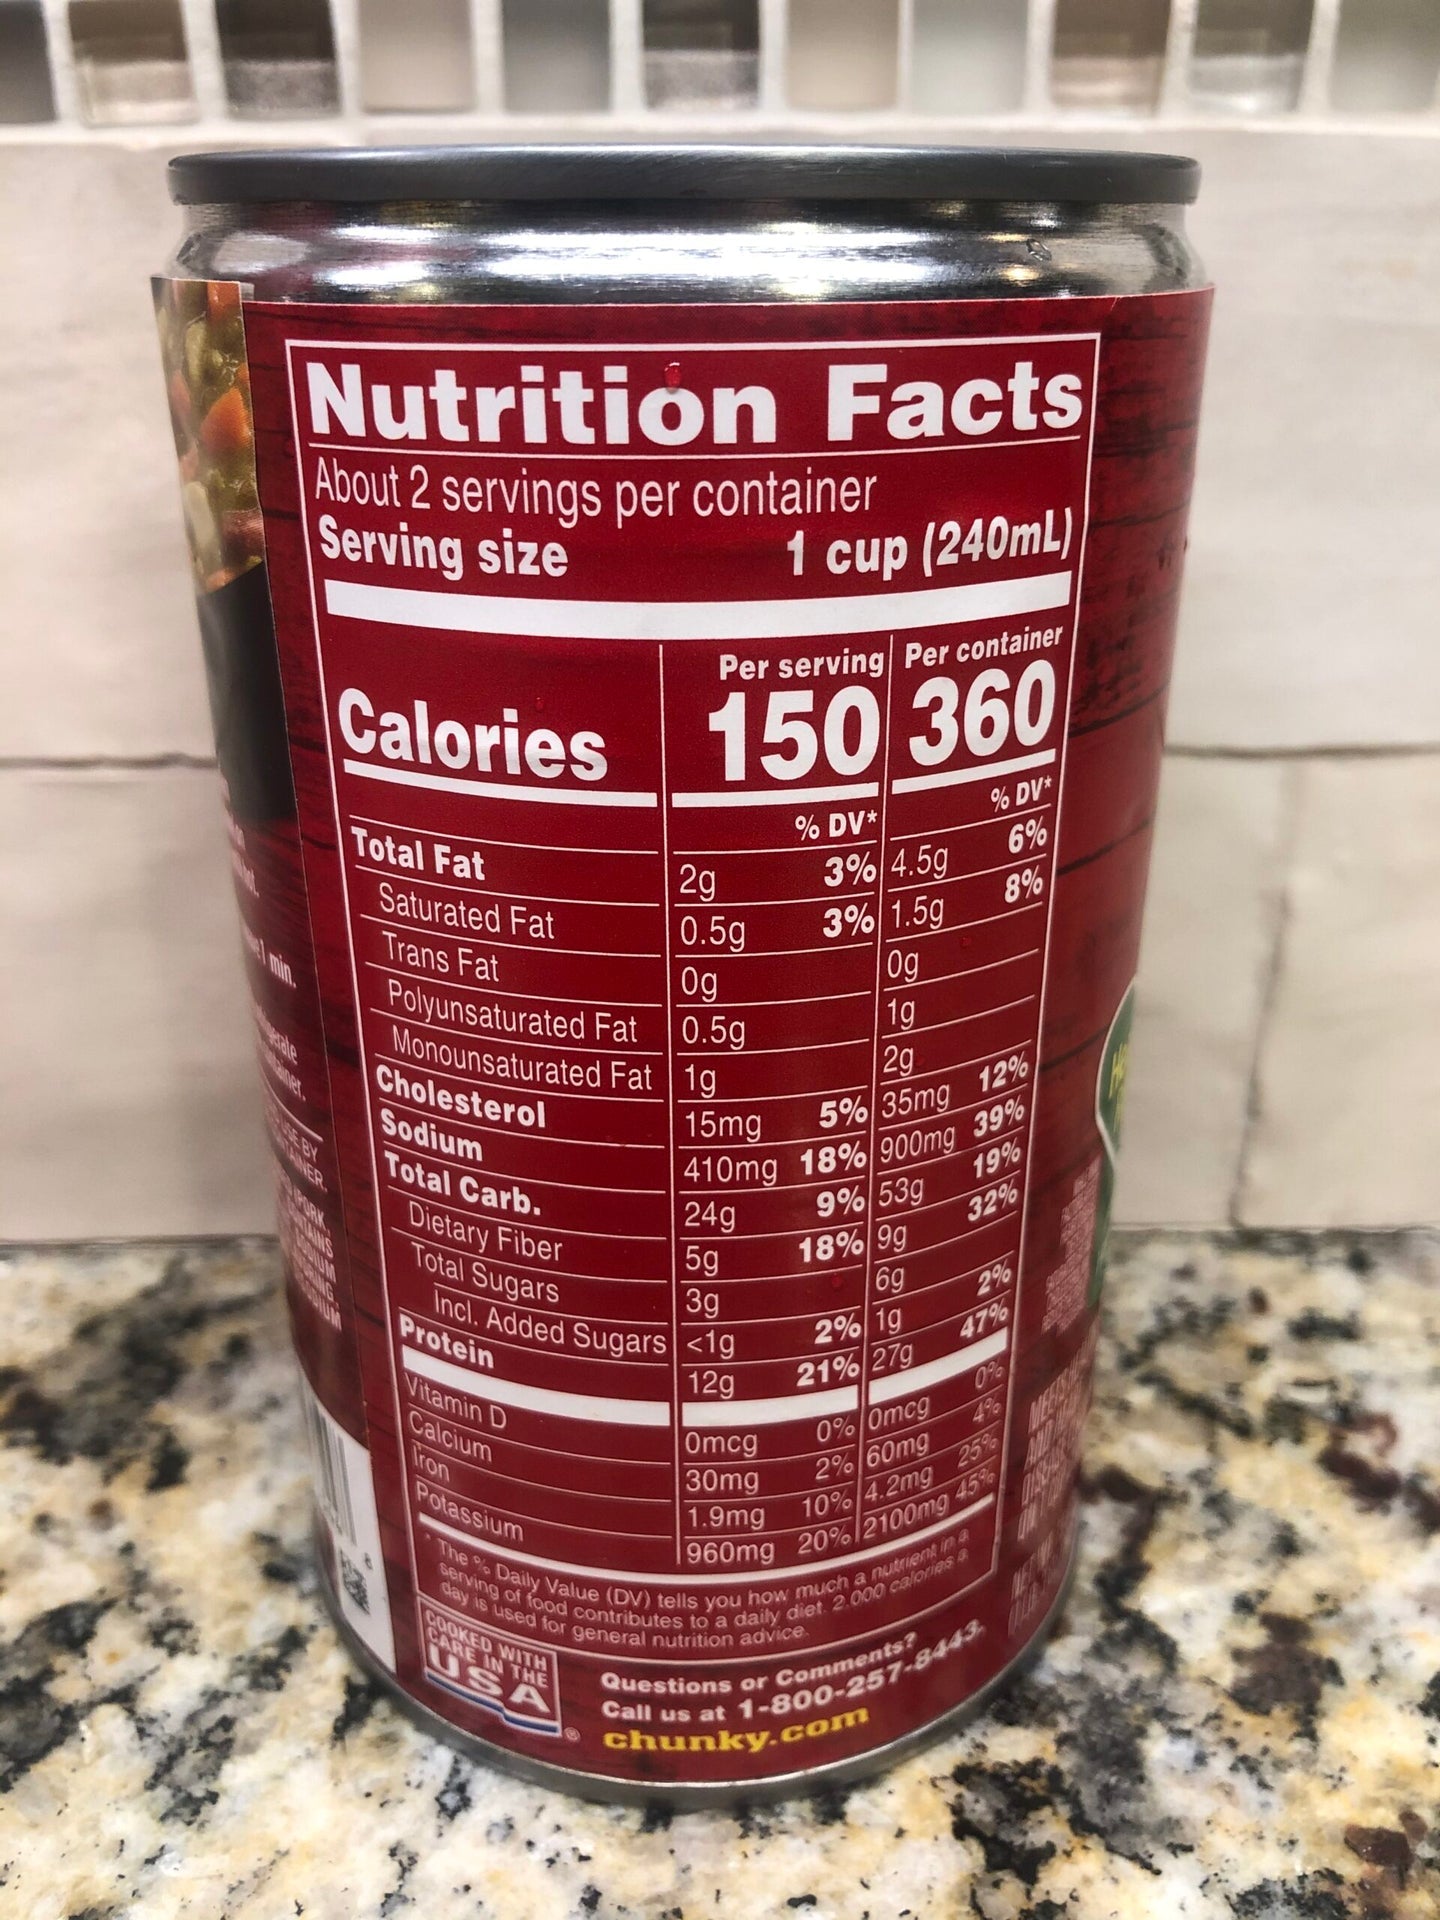 Nutrition Facts
About 2 servings per container
Serving size 1 cup (240mL)
Per serving Per container
Calories 150 360
% DV* % DV*
Total Fat 2g 3% 4.5g 6%
Saturated Fat 0.5g 3% 1.5g 8%
Trans Fat 0g 0g
Polyunsaturated Fat 0.5g 1g
Monounsaturated Fat 1g 2g
Cholesterol 15mg 5% 35mg 12%
Sodium 410mg 18% 900mg 39%
Total Carb. 24g 9% 53g 19%
Dietary Fiber 5g 18% 9g 32%
Total Sugars 3g 6g
Incl. Added Sugars <1g 2% 1g 2%
Protein 12g 21% 27g 47%
Vitamin D 0mcg 0% 0mcg 0%
Calcium 30mg 2% 60mg 4%
Iron 1.9mg 10% 4.2mg 25%
Potassium 960mg 20% 2100mg 45%
* The % Daily Value (DV) tells you how much a nutrient in a
serving of food contributes to a daily diet. 2,000 calories a
day is used for general nutrition advice.
COOKED WITH
CARE IN THE
USA
®
Questions or Comments?
Call us at 1-800-257-8443.
chunky.com
1 min.
USE BY
PORK
8